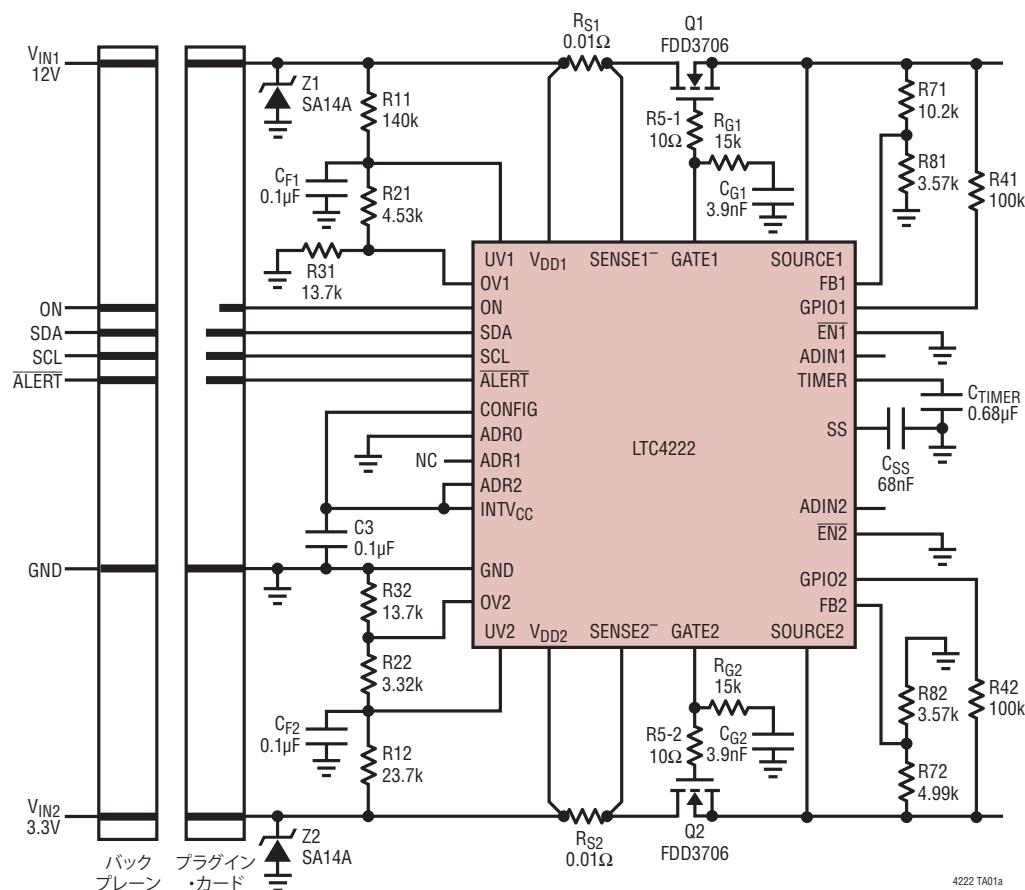 VIN1
12V
Z1
SA14A
R11
140k
RS1
0.01Ω
Q1
FDD3706
R5-1
10Ω
RG1
15k
CG1
3.9nF
R71
10.2k
R81
3.57k
R41
100k
CF1
0.1µF
R21
4.53k
R31
13.7k
UV1
VDD1
SENSE1–
GATE1
SOURCE1
OV1
FB1
ON
ON
GPIO1
SDA
SDA
EN1
SCL
SCL
ADIN1
ALERT
ALERT
TIMER
CTIMER
0.68µF
CONFIG
ADR0
SS
CSS
68nF
NC
ADR1
LTC4222
ADR2
INTVCC
ADIN2
C3
0.1µF
EN2
GND
GND
GPIO2
R32
13.7k
OV2
FB2
UV2
VDD2
SENSE2–
GATE2
SOURCE2
R22
3.32k
CF2
0.1µF
R12
23.7k
RG2
15k
R5-2
10Ω
CG2
3.9nF
R82
3.57k
R42
100k
R72
4.99k
VIN2
3.3V
Z2
SA14A
RS2
0.01Ω
Q2
FDD3706
バック
プレーン
プラグイン
・カード
4222 TA01a